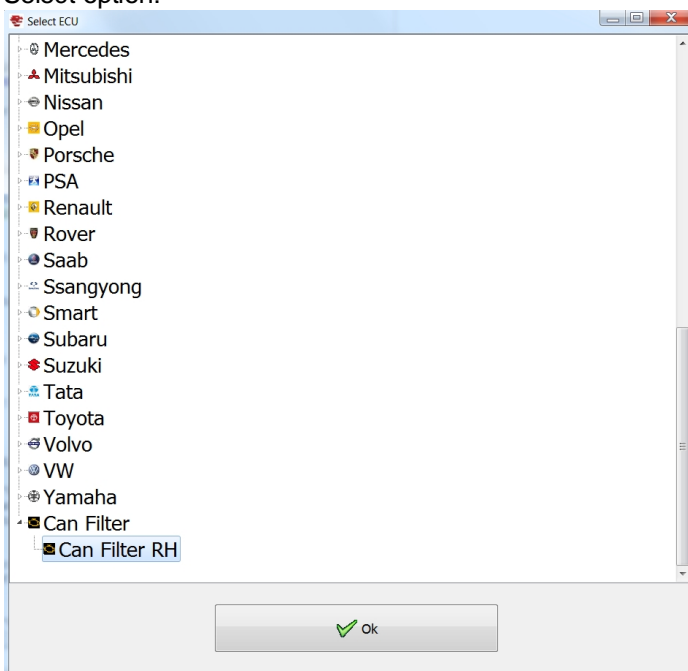 Select option.
Select ECU
Mercedes
Mitsubishi
Nissan
Opel
Porsche
PSA
Renault
Rover
Saab
Ssangyong
Smart
Subaru
Suzuki
Tata
Toyota
Volvo
VW
Yamaha
Can Filter
Can Filter RH
Ok